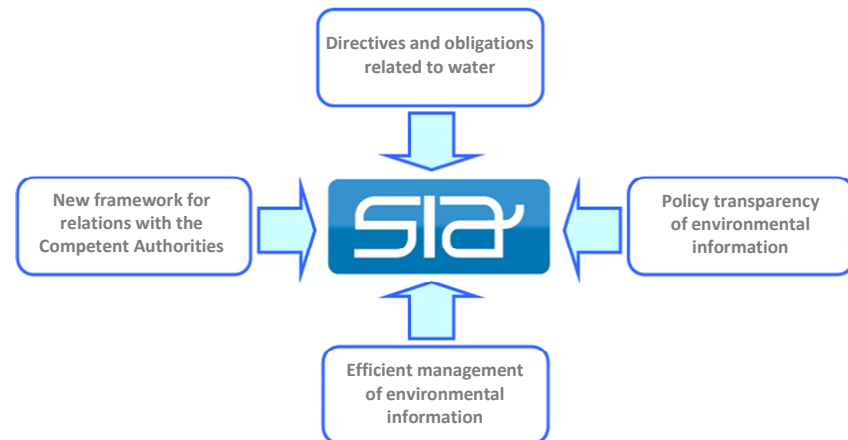 Directives and obligations
related to water
New framework for
relations with the
Competent Authorities
sia
Policy transparency
of environmental
information
Efficient management
of environmental
information